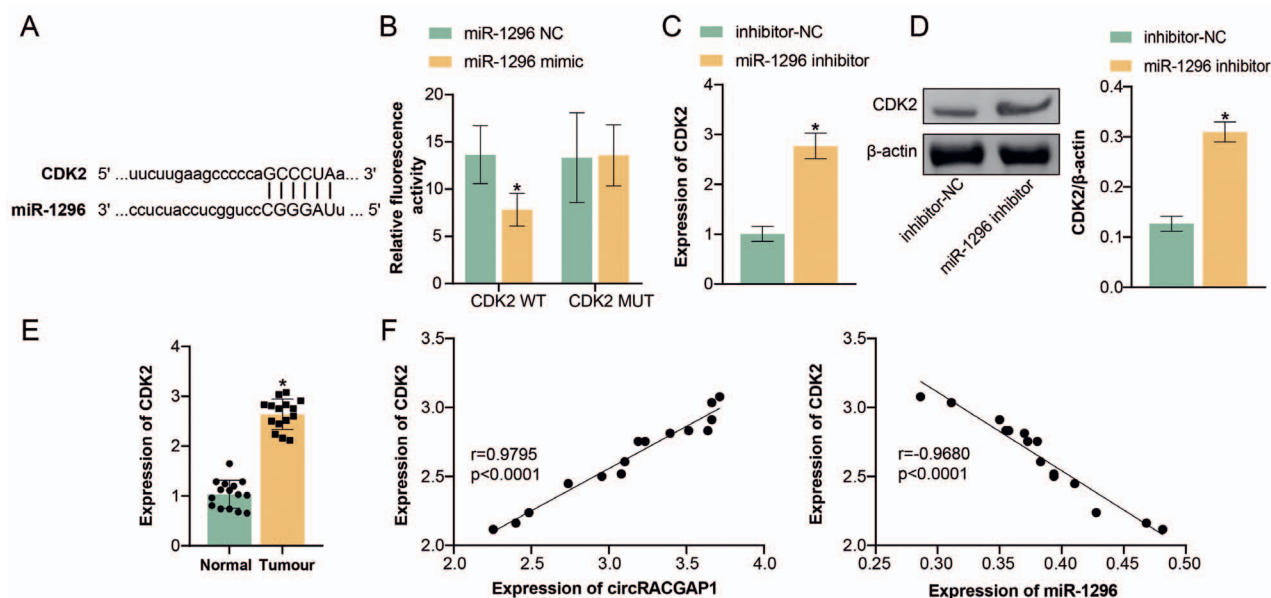 A
CDK2 5' ...uucuugaagcccccaGCCCUAa... 3'
miR-1296 3' ...ccucuaccucggucccCGGGAUu ... 5'
B
miR-1296 NC
miR-1296 mimic
Relative fluorescence
activity
20
15
10
5
0
*
CDK2 WT
CDK2 MUT
C
inhibitor-NC
miR-1296 inhibitor
Expression of CDK2
4
3
2
1
0
*
D
CDK2
β-actin
inhibitor-NC
miR-1296 inhibitor
inhibitor-NC
miR-1296 inhibitor
CDK2/β-actin
0.4
0.3
0.2
0.1
0.0
*
E
Expression of CDK2
4
3
2
1
0
*
Normal
Tumour
F
Expression of CDK2
3.5
3.0
2.5
2.0
r=0.9795
p<0.0001
2.0 2.5 3.0 3.5 4.0
Expression of circRACGAP1
Expression of CDK2
3.5
3.0
2.5
2.0
r=-0.9680
p<0.0001
0.25 0.30 0.35 0.40 0.45 0.50
Expression of miR-1296